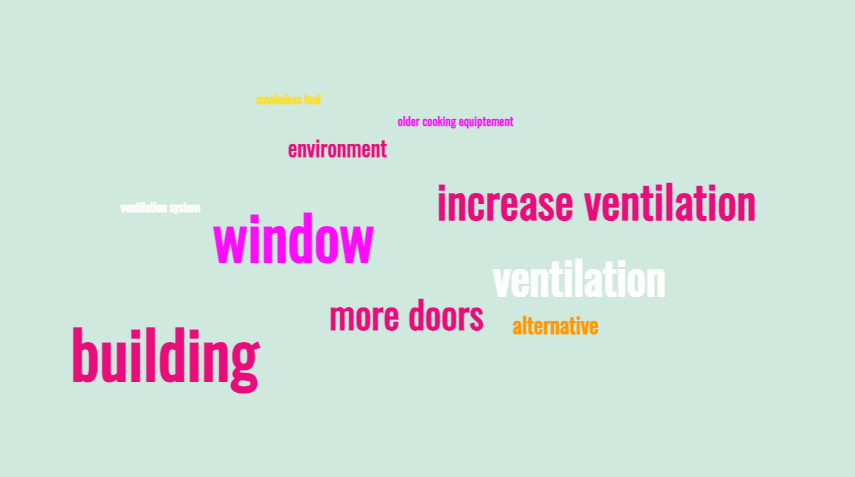 smokeless fuel
older cooking equiptement
environment
increase ventilation
ventilation system
window
ventilation
more doors
alternative
building